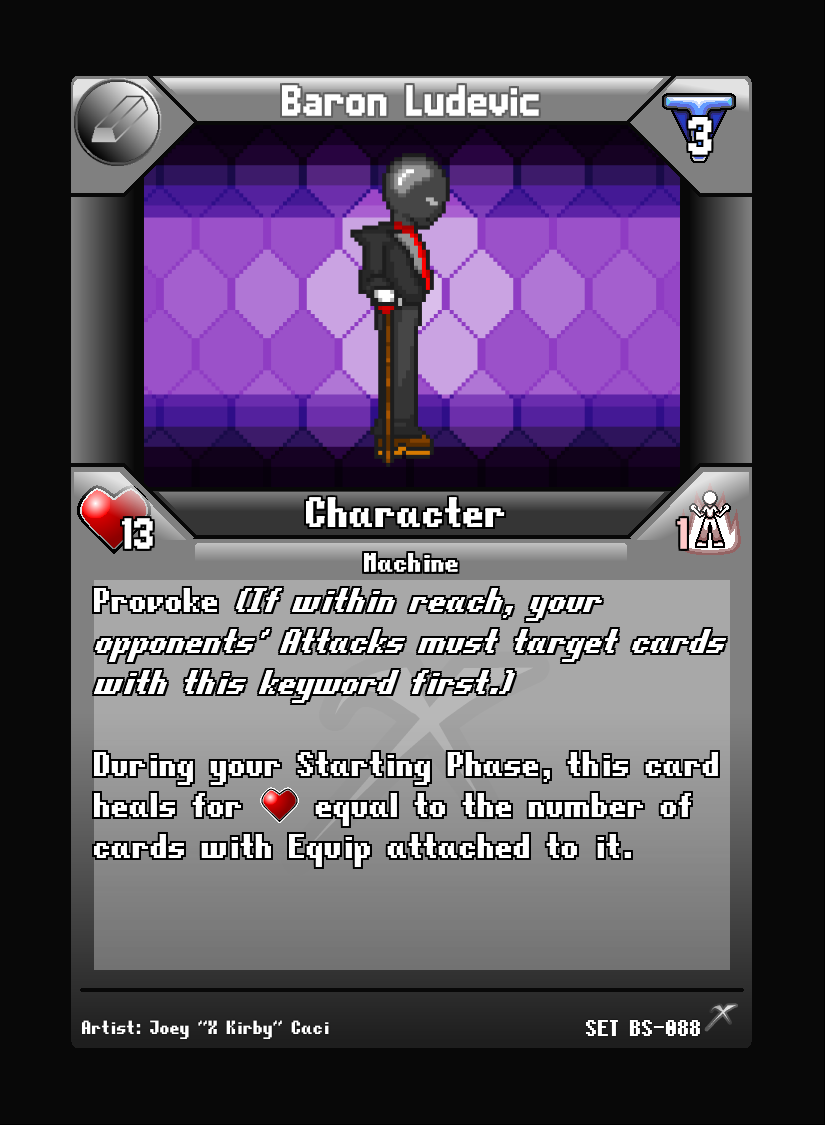 Baron Ludevic
3
Character
13
1
Machine
Provoke (If within reach, your
opponents' Attacks must target cards
with this keyword first.)
During your Starting Phase, this card
heals for equal to the number of
cards with Equip attached to it.
Artist: Joey "X Kirby" Caci
SET BS-088